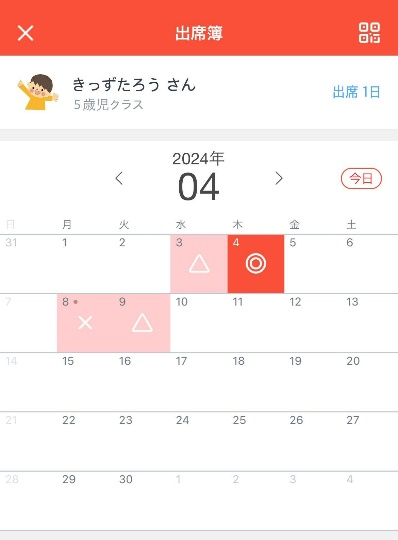 出席簿
きっずたろう さん
5歳児クラス
出席 1日
2024年
04
今日
日 月 火 水 木 金 土
31 1 2 3 4 5 6
△ ◎
7 8 9 10 11 12 13
× △
14 15 16 17 18 19 20
21 22 23 24 25 26 27
28 29 30 1 2 3 4